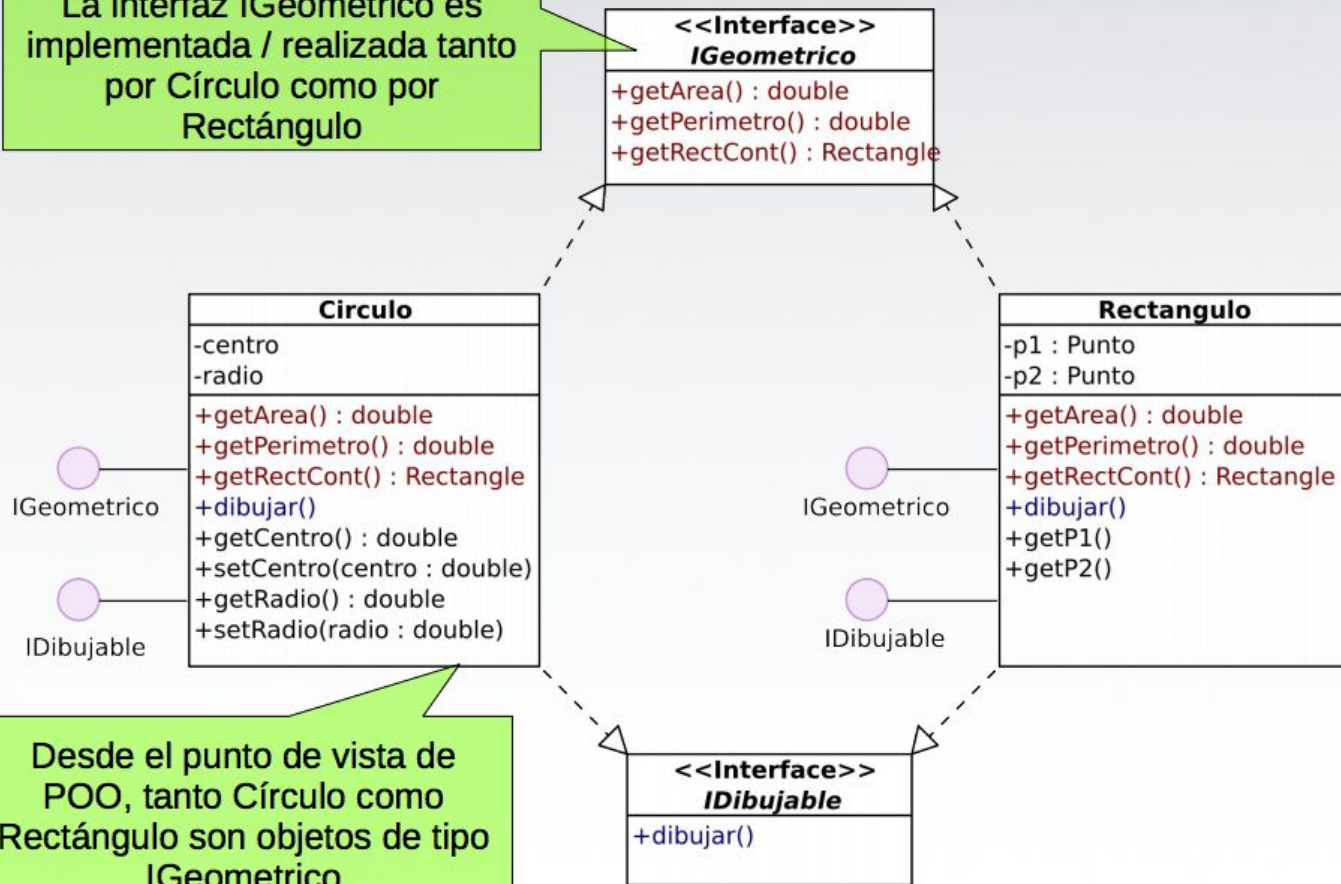 La interfaz IGeometrico es
implementada / realizada tanto
por Círculo como por
Rectángulo
<<Interface>>
IGeometrico
+getArea() : double
+getPerimetro() : double
+getRectCont() : Rectangle
Circulo
-centro
-radio
+getArea() : double
+getPerimetro() : double
+getRectCont() : Rectangle
+dibujar()
+getCentro() : double
+setCentro(centro : double)
+getRadio() : double
+setRadio(radio : double)
IGeometrico
IDibujable
Rectangulo
-p1 : Punto
-p2 : Punto
+getArea() : double
+getPerimetro() : double
+getRectCont() : Rectangle
+dibujar()
+getP1()
+getP2()
IGeometrico
IDibujable
Desde el punto de vista de
POO, tanto Círculo como
Rectángulo son objetos de tipo
IGeometrico
<<Interface>>
IDibujable
+dibujar()